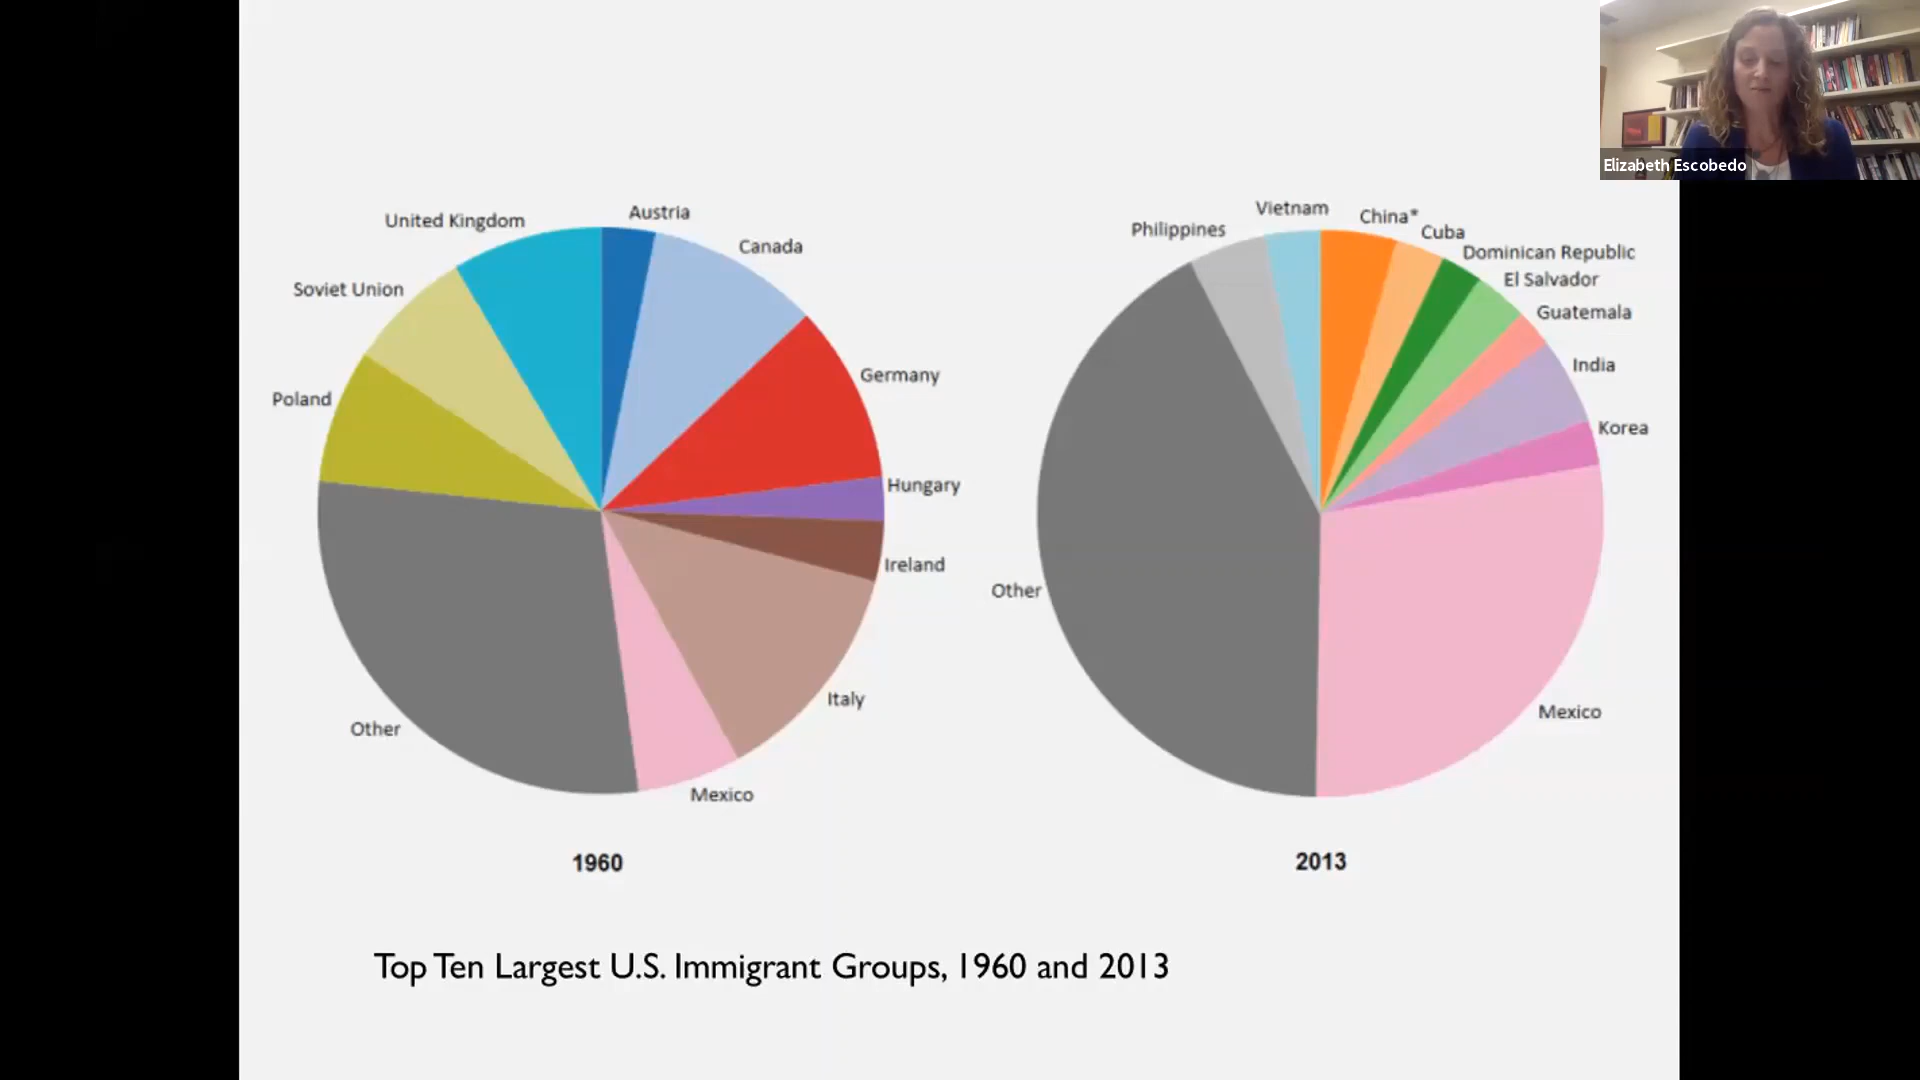 Elizabeth Escobedo
United Kingdom
Austria
Canada
Soviet Union
Germany
Poland
Hungary
Ireland
Italy
Other
Mexico
1960
Philippines
Vietnam
China*
Cuba
Dominican Republic
El Salvador
Guatemala
India
Korea
Other
Mexico
2013
Top Ten Largest U.S. Immigrant Groups, 1960 and 2013